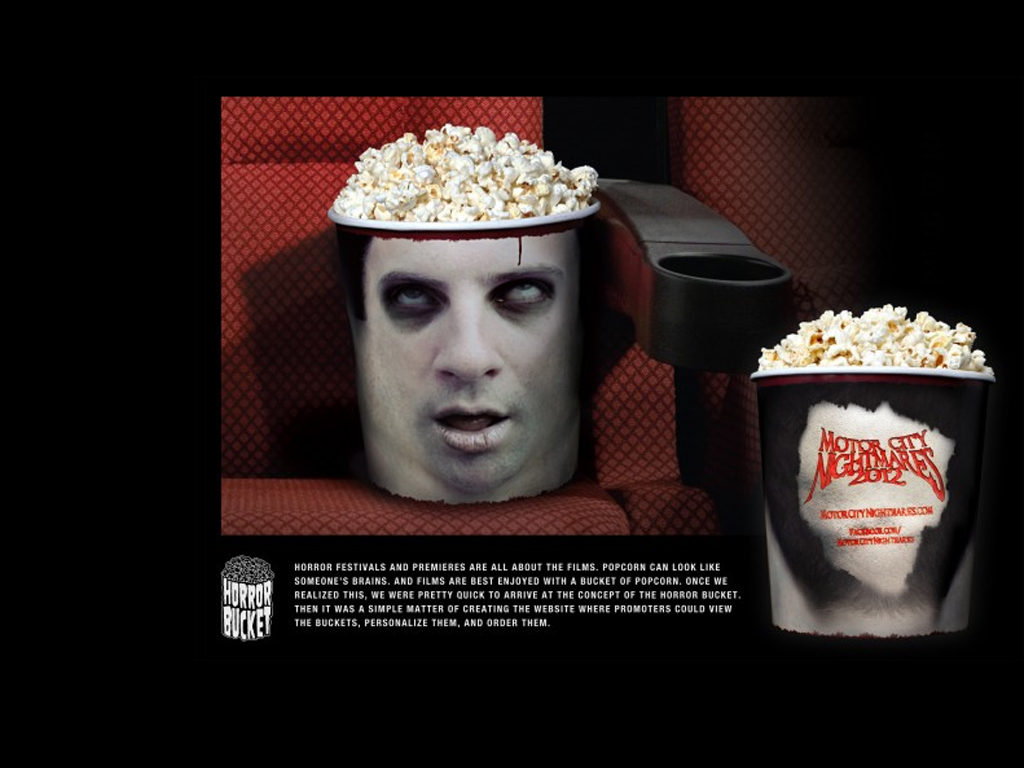 MOTOR CITY
NIGHTMARES
2012
MOTORCITYNIGHTMARES.COM
FACEBOOK.COM/
MOTORCITYNIGHTMARES
HORROR
BUCKET
HORROR FESTIVALS AND PREMIERES ARE ALL ABOUT THE FILMS. POPCORN CAN LOOK LIKE
SOMEONE'S BRAINS. AND FILMS ARE BEST ENJOYED WITH A BUCKET OF POPCORN. ONCE WE
REALIZED THIS, WE WERE PRETTY QUICK TO ARRIVE AT THE CONCEPT OF THE HORROR BUCKET.
THEN IT WAS A SIMPLE MATTER OF CREATING THE WEBSITE WHERE PROMOTERS COULD VIEW
THE BUCKETS, PERSONALIZE THEM, AND ORDER THEM.